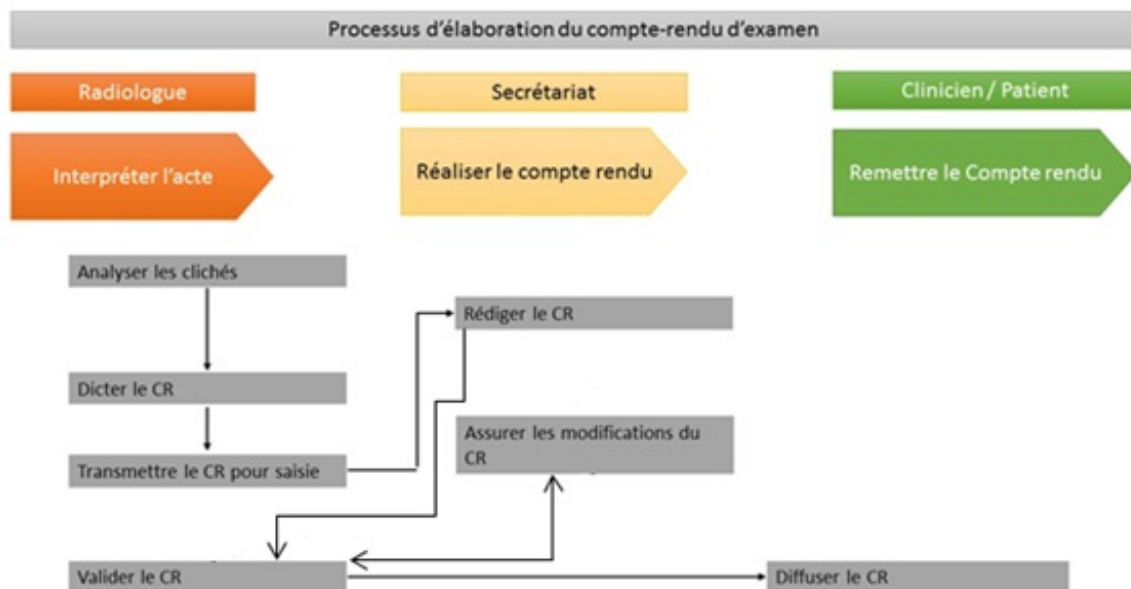 Processus d'élaboration du compte-rendu d'examen
Radiologue
Secrétariat
Clinicien / Patient
Interpréter l'acte
Réaliser le compte rendu
Remettre le Compte rendu
Analyser les clichés
Rédiger le CR
Dicter le CR
Assurer les modifications du
CR
Transmettre le CR pour saisie
Valider le CR
Diffuser le CR